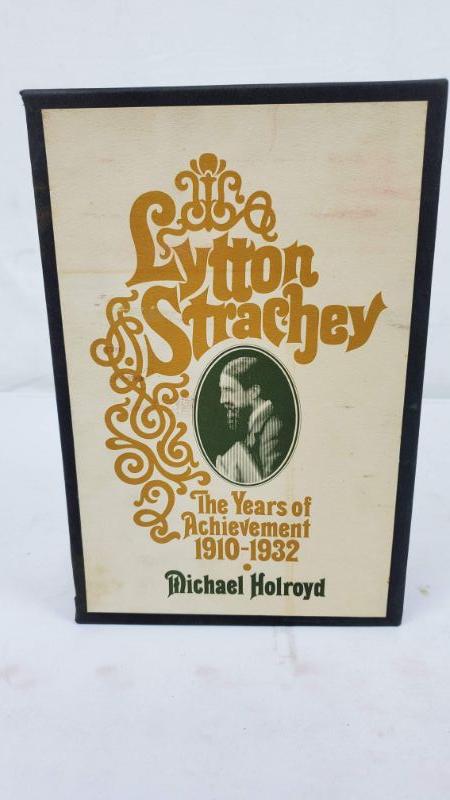 Lytton
Strachey
The Years of
Achievement
1910-1932
Michael Holroyd